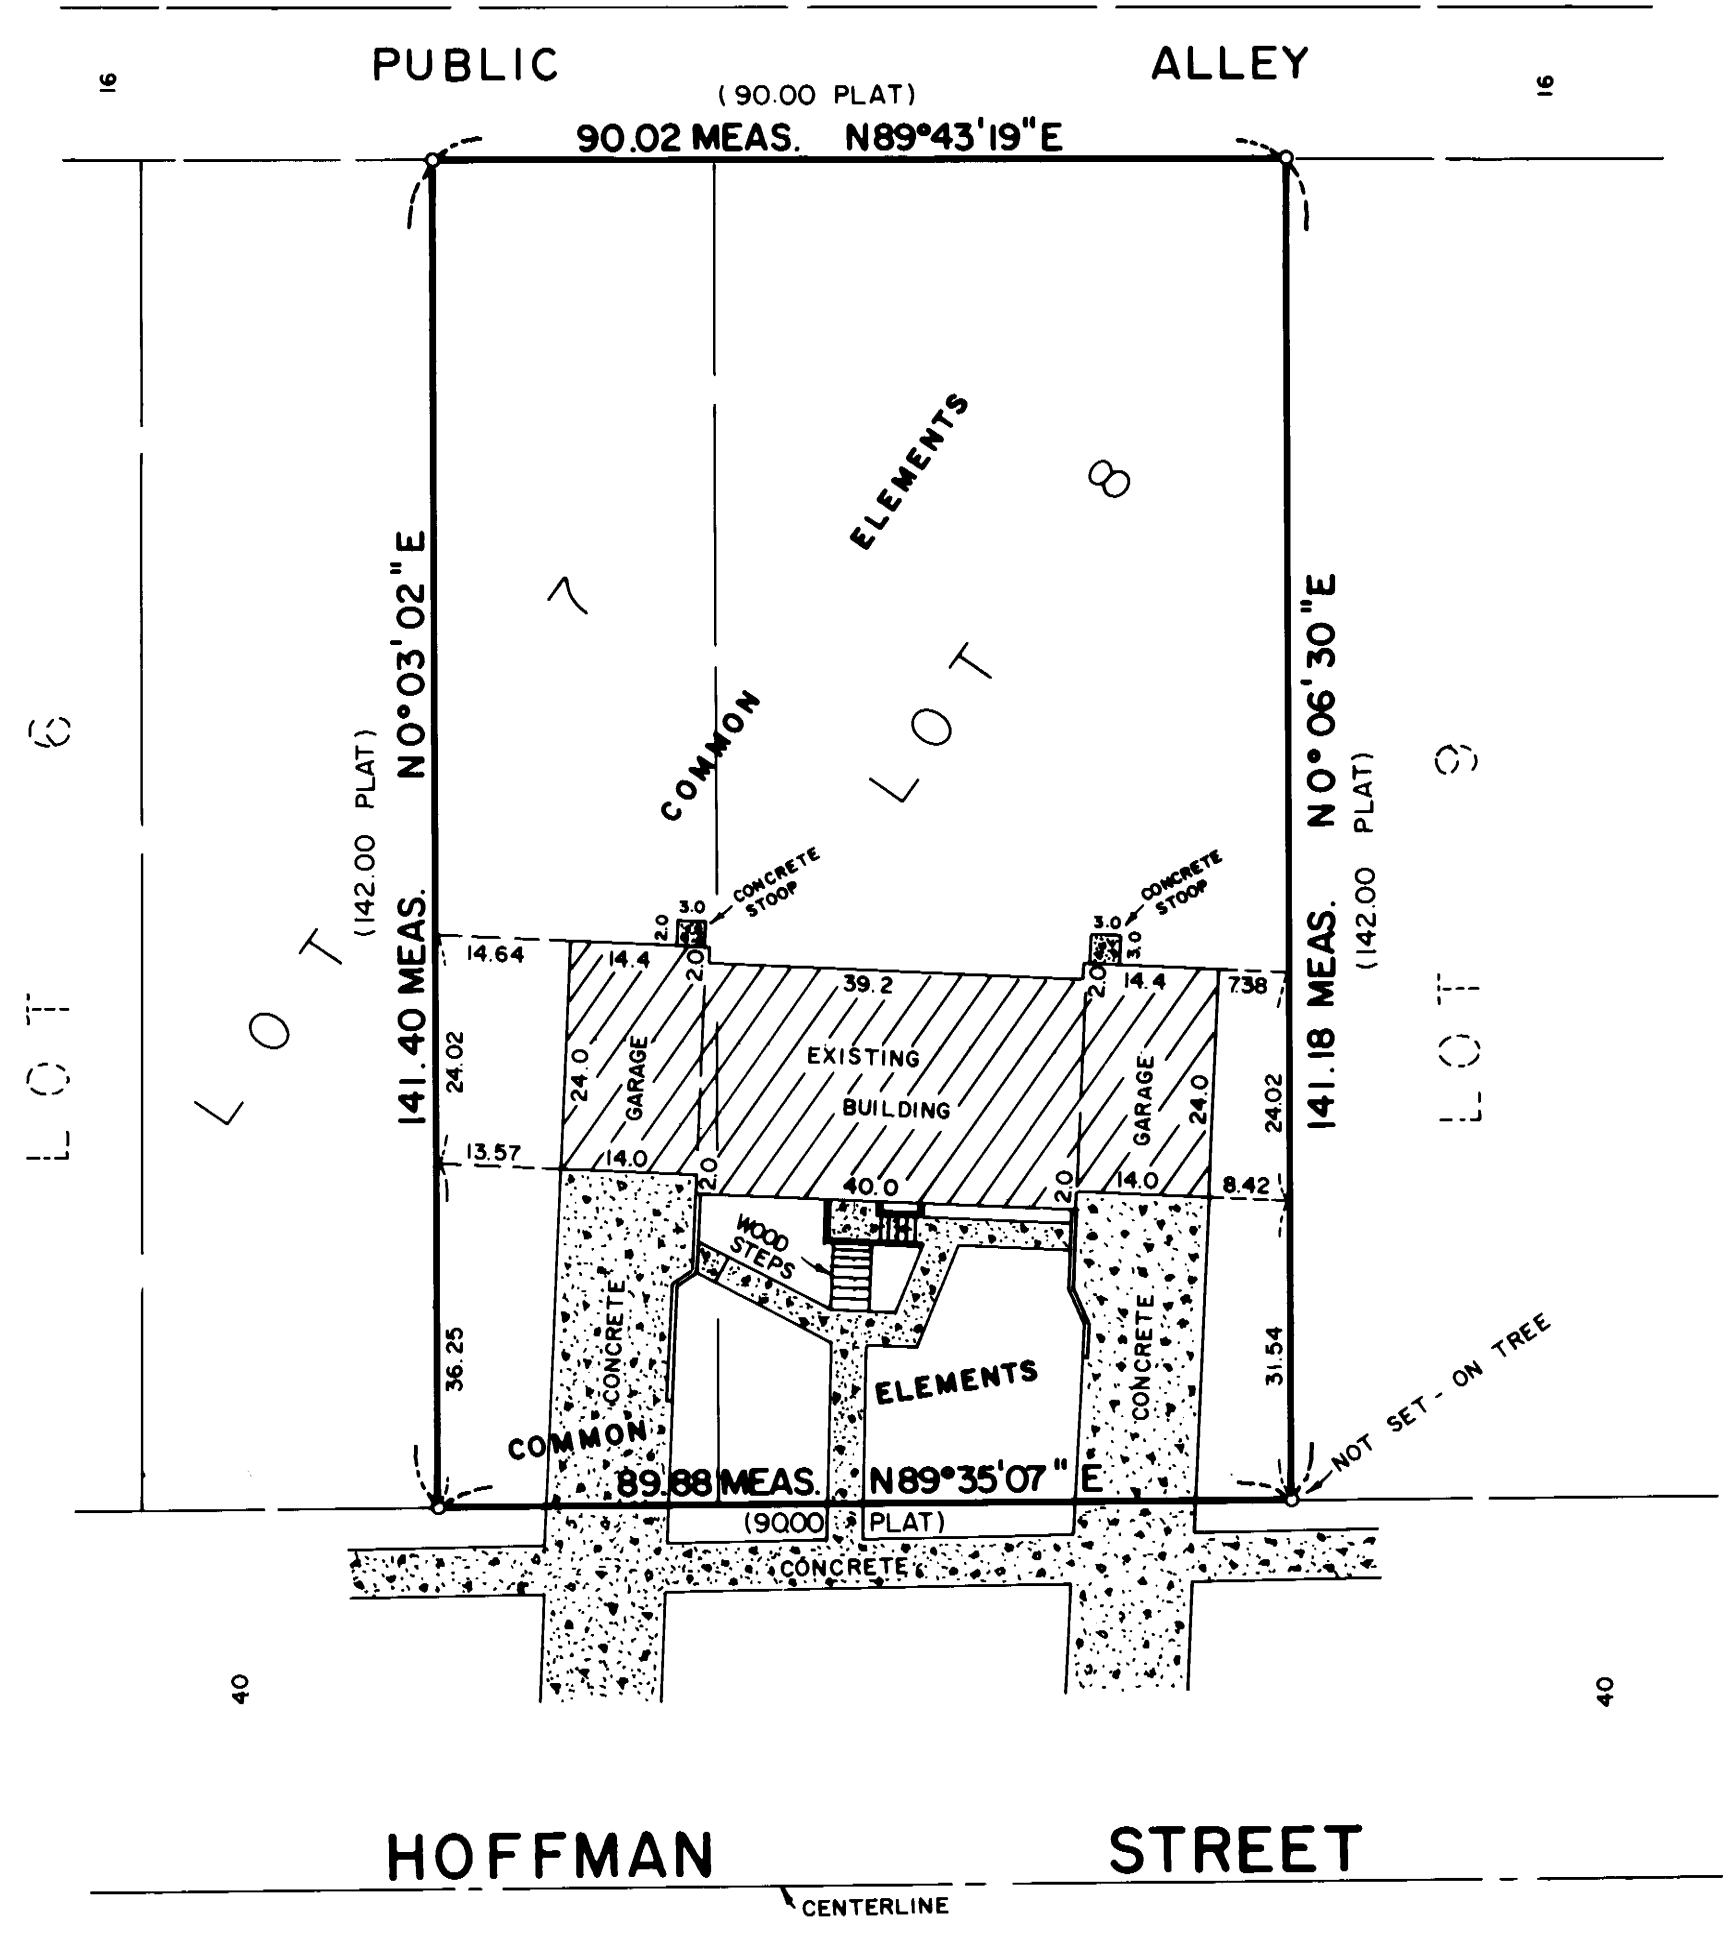 PUBLIC ALLEY
16
16
(90.00 PLAT)
90.02 MEAS. N89°43'19"E
141.40 MEAS. N0°03'02"E
(142.00 PLAT)
141.18 MEAS. N0°06'30"E
(142.00 PLAT)
LOT 6
LOT 7
LOT 8
LOT 9
COMMON ELEMENTS
CONCRETE
STOOP
3.0
2.0
CONCRETE
STOOP
3.0
3.0
14.64
14.4
2.0
39.2
2.0
14.4
7.38
24.02
24.0
GARAGE
EXISTING
BUILDING
GARAGE
24.0
24.02
13.57
14.0
2.0
40.0
2.0
14.0
8.42
WOOD
STEPS
36.25
CONCRETE
CONCRETE
31.54
NOT SET - ON TREE
COMMON ELEMENTS
89.88 MEAS. N89°35'07"E
(90.00 PLAT)
CONCRETE
40
40
HOFFMAN STREET
CENTERLINE